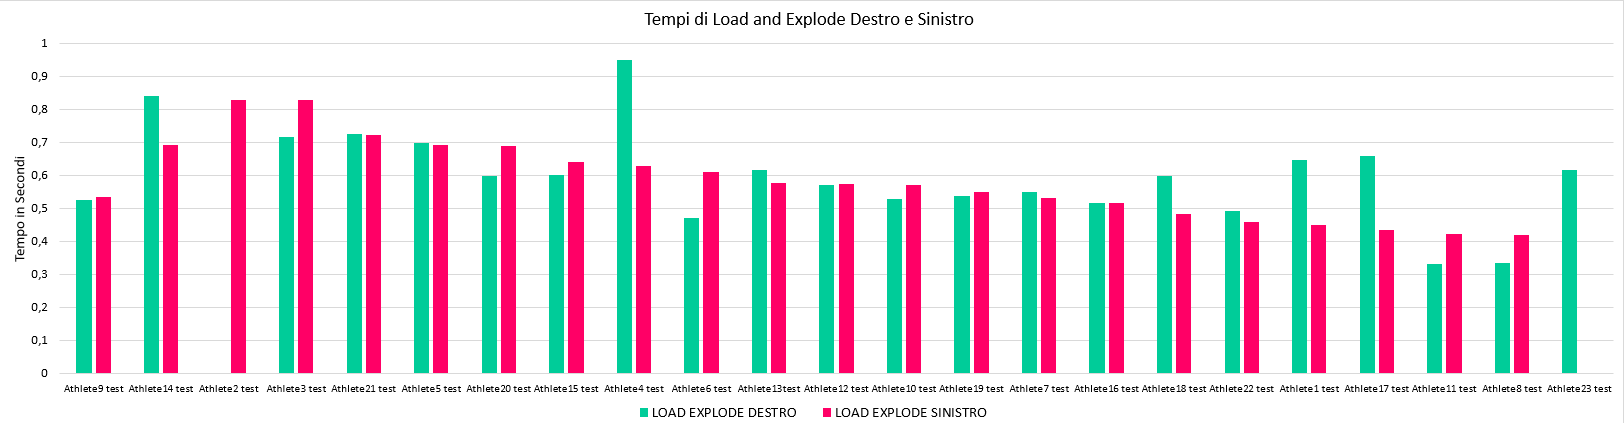 Tempi di Load and Explode Destro e Sinistro
Tempo in Secondi
1
0,9
0,8
0,7
0,6
0,5
0,4
0,3
0,2
0,1
0
Athlete9 test Athlete14 test Athlete2 test Athlete3 test Athlete21 test Athlete5 test Athlete20 test Athlete15 test Athlete4 test Athlete6 test Athlete13test Athlete12 test Athlete10 test Athlete19 test Athlete7 test Athlete16 test Athlete18 test Athlete22 test Athlete1 test Athlete17 test Athlete11 test Athlete8 test Athlete23 test
LOAD EXPLODE DESTRO LOAD EXPLODE SINISTRO